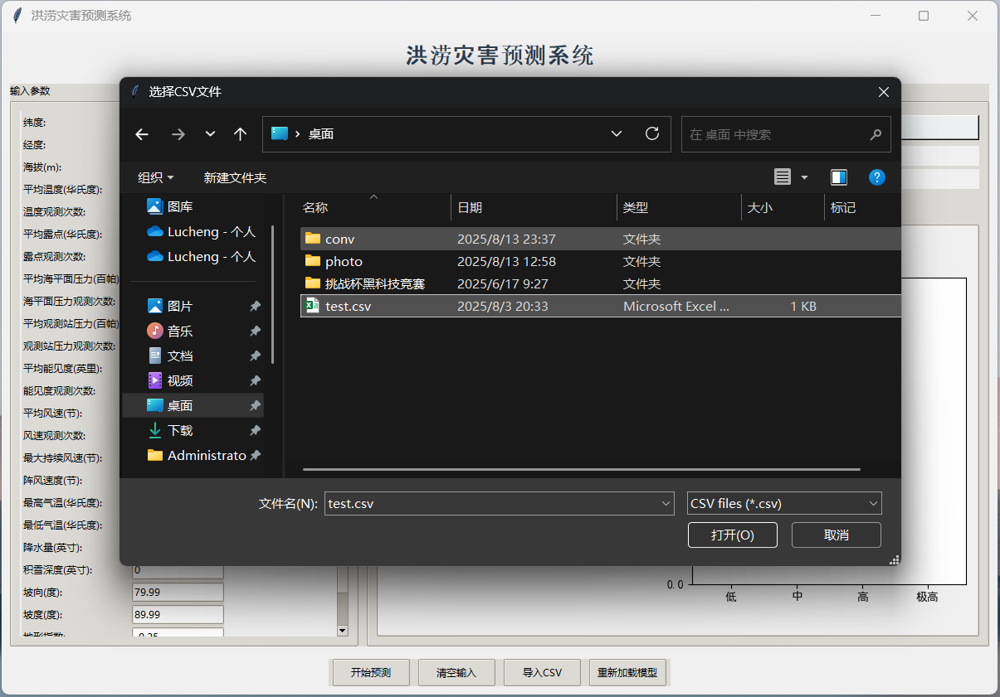 洪涝灾害预测系统
洪涝灾害预测系统
输入参数
选择CSV文件
桌面
在 桌面 中搜索
组织
新建文件夹
名称 日期 类型 大小 标记
图库
Lucheng - 个人
Lucheng - 个人
图片
音乐
文档
视频
桌面
下载
Administrato
conv 2025/8/13 23:37 文件夹
photo 2025/8/13 12:58 文件夹
挑战杯黑科技竞赛 2025/6/17 9:27 文件夹
test.csv 2025/8/3 20:33 Microsoft Excel ... 1 KB
文件名(N): test.csv CSV files (*.csv)
打开(O) 取消
纬度:
经度:
海拔(m):
平均温度(华氏度):
温度观测次数:
平均露点(华氏度):
露点观测次数:
平均海平面压力(百帕)
海平面压力观测次数:
平均观测站压力(百帕)
观测站压力观测次数:
平均能见度(英里):
能见度观测次数:
平均风速(节):
风速观测次数:
最大持续风速(节):
阵风速度(节):
最高气温(华氏度):
最低气温(华氏度):
降水量(英寸):
积雪深度(英寸): 0
坡向(度): 79.99
坡度(度): 89.99
地形指数: 0.25
0.0
低 中 高 极高
开始预测 清空输入 导入CSV 重新加载模型